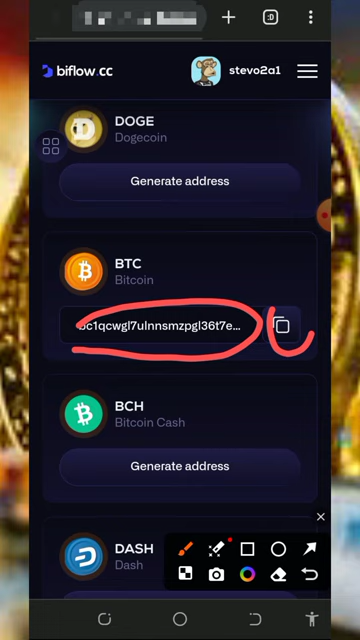 biflow.cc
stevo2a1
DOGE
Dogecoin
Generate address
BTC
Bitcoin
bc1qcwgl7ulnnsmzpgl36t7e...
BCH
Bitcoin Cash
Generate address
DASH
Dash